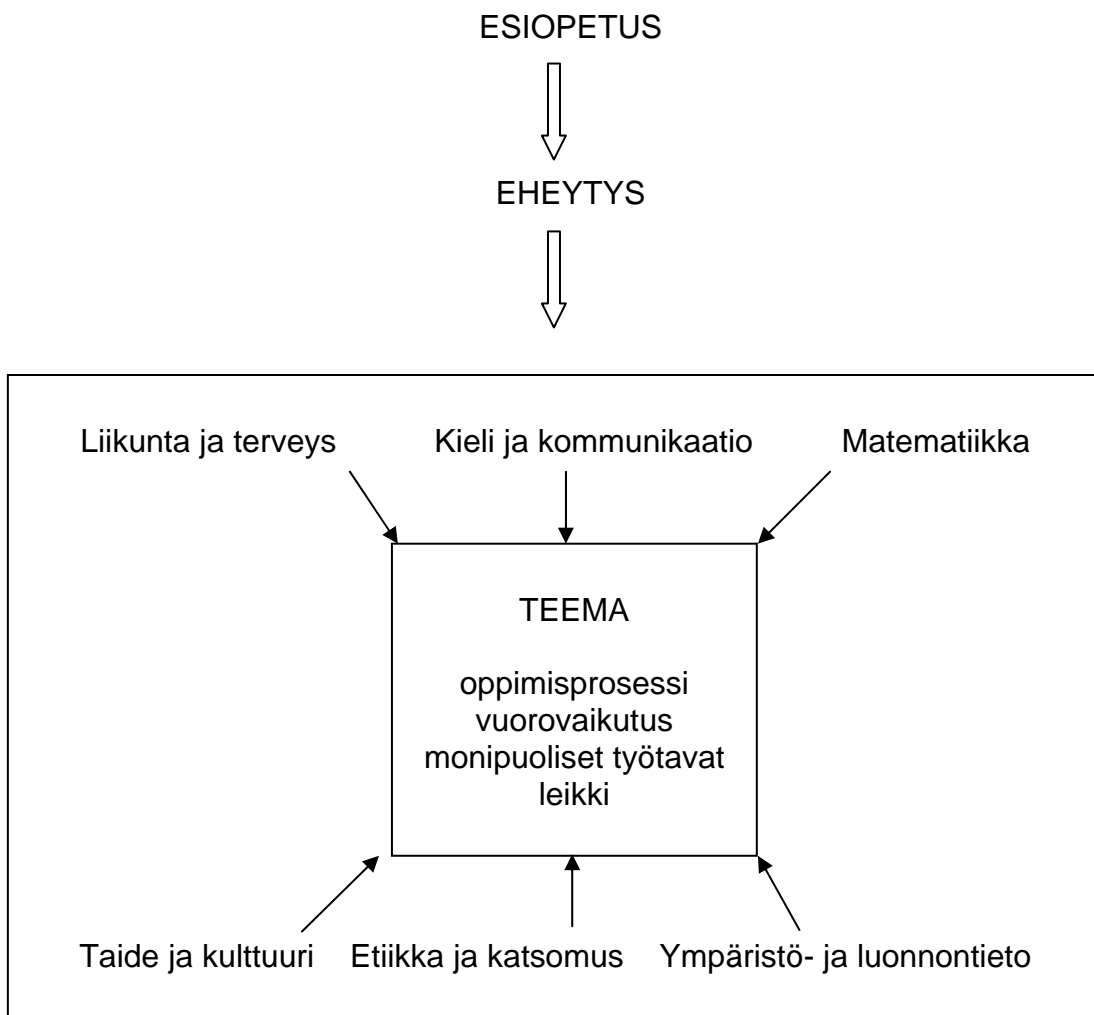 ESIOPETUS
EHEYTYS
Liikunta ja terveys Kieli ja kommunikaatio Matematiikka
TEEMA
oppimisprosessi
vuorovaikutus
monipuoliset työtavat
leikki
Taide ja kulttuuri Etiikka ja katsomus Ympäristö- ja luonnontieto